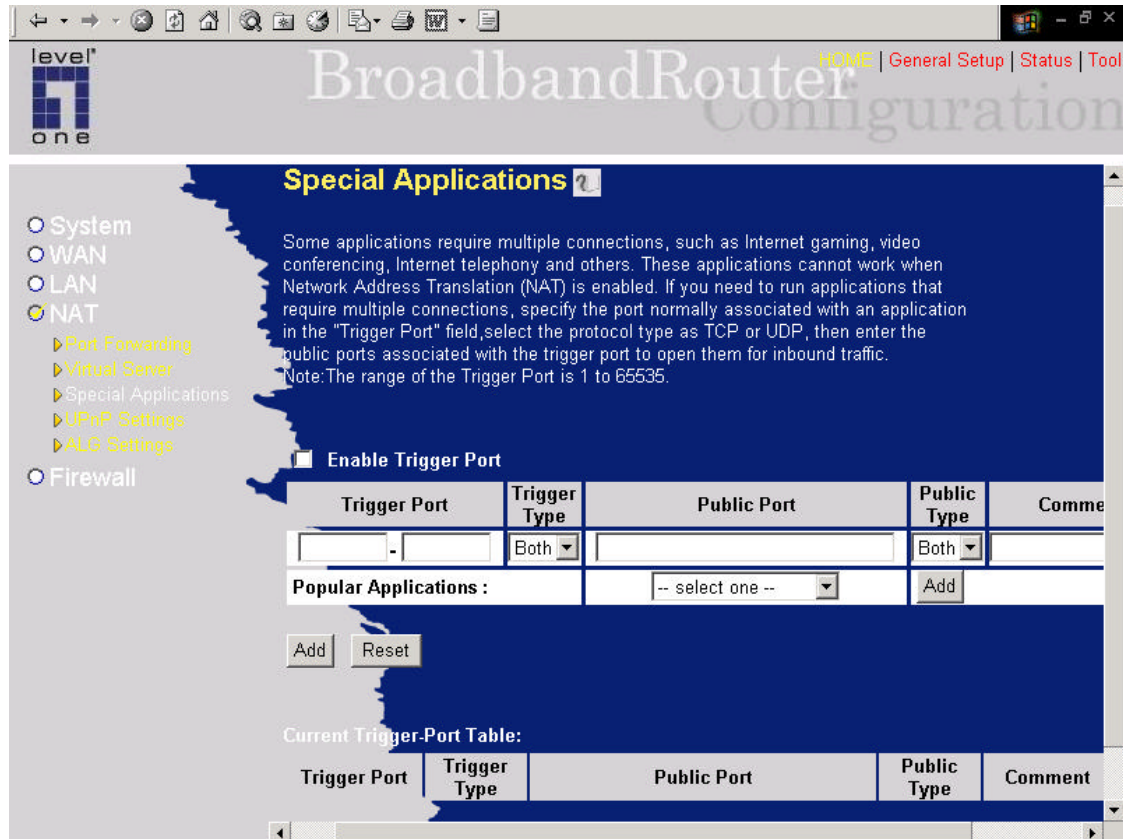 level*
one
BroadbandRouter
Configuration
HOME | General Setup | Status | Tool
System
WAN
LAN
NAT
Port Forwarding
Virtual Server
Special Applications
UPnP Settings
ALG Settings
Firewall
Special Applications
Some applications require multiple connections, such as Internet gaming, video
conferencing, Internet telephony and others. These applications cannot work when
Network Address Translation (NAT) is enabled. If you need to run applications that
require multiple connections, specify the port normally associated with an application
in the "Trigger Port" field,select the protocol type as TCP or UDP, then enter the
public ports associated with the trigger port to open them for inbound traffic.
Note:The range of the Trigger Port is 1 to 65535.
Enable Trigger Port
Trigger Port Trigger Type Public Port Public Type Comme
- Both Both
Popular Applications : -- select one -- Add
Add Reset
Current Trigger-Port Table:
Trigger Port Trigger Type Public Port Public Type Comment